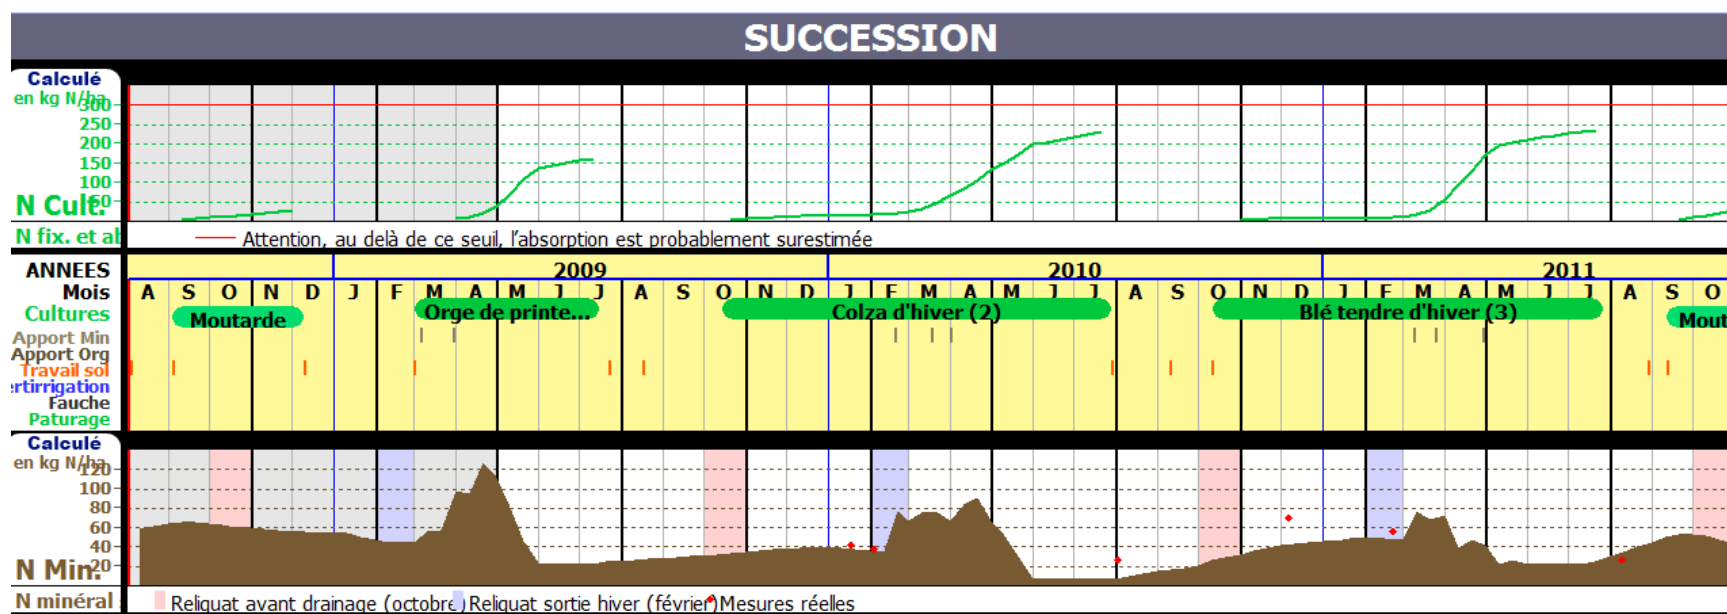 SUCCESSION
Calculé
en kg N/ha
300
250
200
150
100
50
N Cult.
N fix. et ab
Attention, au delà de ce seuil, l'absorption est probablement surestimée
ANNEES 2009 2010 2011
Mois A S O N D J F M A M J J A S O N D J F M A M J J A S O N D J F M A M J J A S O
Cultures Moutarde Orge de printe... Colza d'hiver (2) Blé tendre d'hiver (3) Mout
Apport Min
Apport Org
Travail sol
ertirrigation
Fauche
Paturage
Calculé
en kg N/ha
120
100
80
60
40
20
N Min.
N minéral
Reliquat avant drainage (octobre) Reliquat sortie hiver (février) Mesures réelles